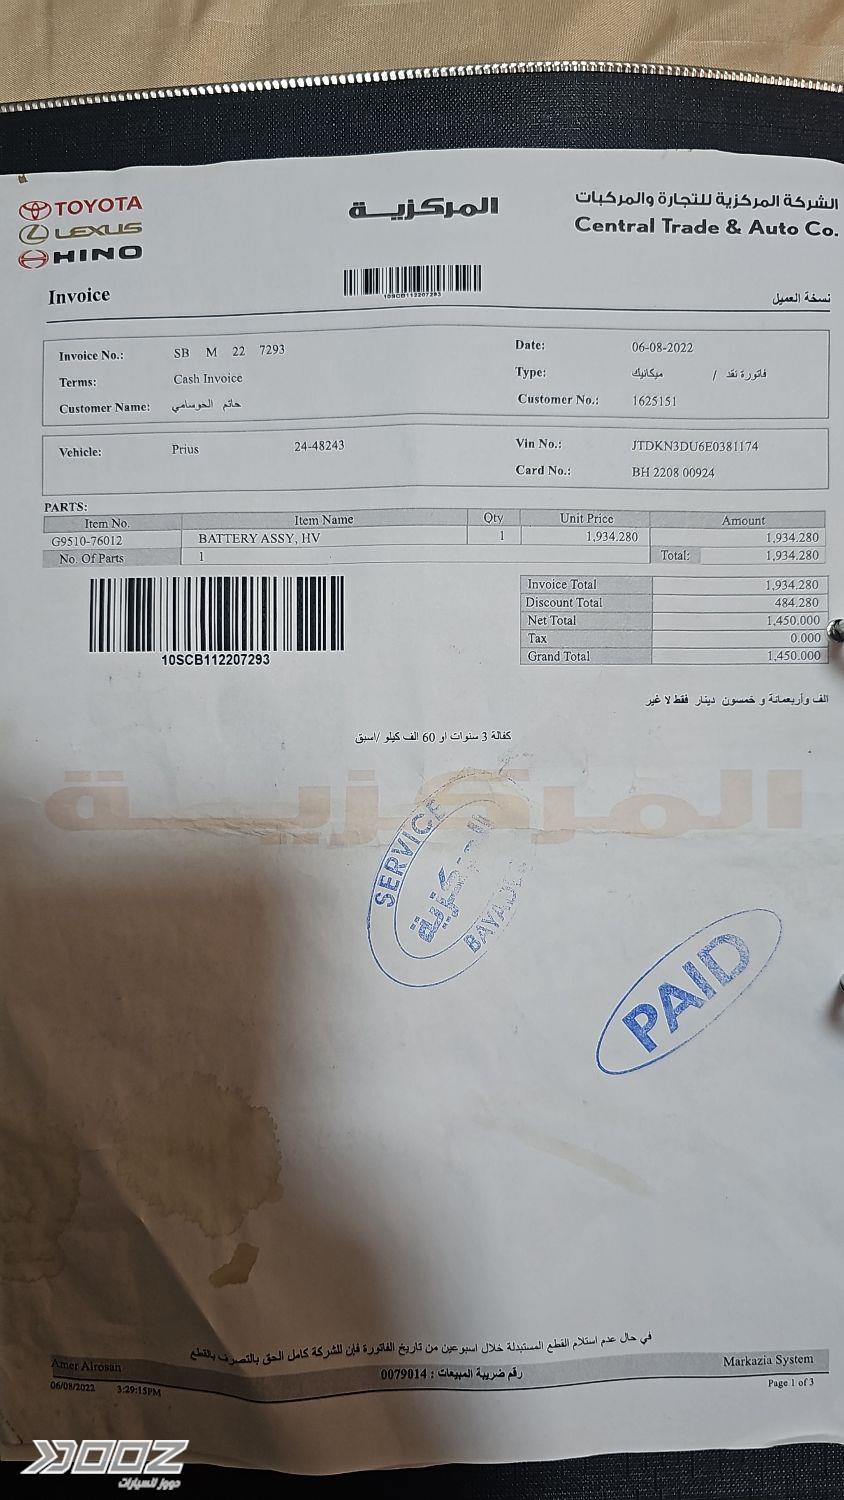 TOYOTA
LEXUS
HINO
المركزية
الشركة المركزية للتجارة والمركبات
Central Trade & Auto Co.
10SCB112207293
Invoice
نسخة العميل
Invoice No.: SB M 22 7293 Date: 06-08-2022
Terms: Cash Invoice Type: فاتورة نقد / ميكانيك
Customer Name: حاتم الحوسامي Customer No.: 1625151
Vehicle: Prius 24-48243 Vin No.: JTDKN3DU6E0381174
Card No.: BH 2208 00924
PARTS:
Item No. Item Name Qty Unit Price Amount
G9510-76012 BATTERY ASSY, HV 1 1,934.280 1,934.280
No. Of Parts 1 Total: 1,934.280
Invoice Total 1,934.280
Discount Total 484.280
Net Total 1,450.000
Tax 0.000
Grand Total 1,450.000
10SCB112207293
الف وأربعمائة و خمسون دينار فقط لا غير
كفالة 3 سنوات او 60 الف كيلو /اسبق
المركزية
SERVICE
المركزية
PAID
في حال عدم استلام القطع المستبدلة خلال اسبوعين من تاريخ الفاتورة فإن للشركة كامل الحق بالتصرف بالقطع
Amer Alrosan رقم ضريبة المبيعات : 0079014 Markazia System
06/08/2022 3:29:15PM Page 1 of 3
DOOZ
دووز للسيارات